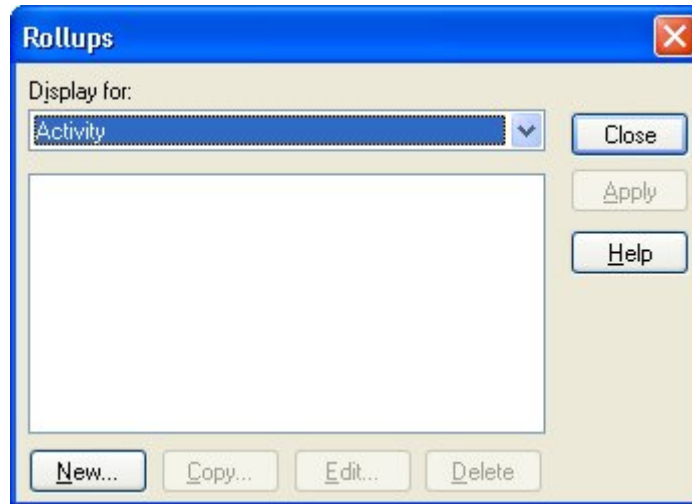 Rollups
Display for:
Activity
Close
Apply
Help
New... Copy... Edit... Delete